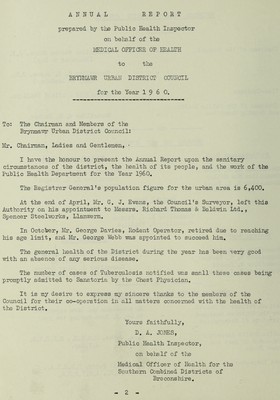 ANNUAL REPORT
prepared by the Public Health Inspector
on behalf of the
MEDICAL OFFICER OF HEALTH
to the
BRYNMAWR URBAN DISTRICT COUNCIL
for the Year 1960.
To: The Chairman and Members of the
Brynmawr Urban District Council:
Mr. Chairman, Ladies and Gentlemen,
I have the honour to present the Annual Report upon the sanitary
circumstances of the district, the health of its people, and the work of the
Public Health Department for the Year 1960.
The Registrar General's population figure for the urban area is 6,400.
At the end of April, Mr. G. J. Evans, the Council's Surveyor, left this
Authority on his appointment to Messrs. Richard Thomas & Baldwin Ltd.,
Spencer Steelworks, Llanwern.
In October, Mr. George Davies, Rodent Operator, retired due to reaching
his age limit, and Mr. George Webb was appointed to succeed him.
The general health of the District during the year has been very good
with an absence of any serious disease.
The number of cases of Tuberculosis notified was small these cases being
promptly admitted to Sanatoria by the Chest Physician.
It is my desire to express my sincere thanks to the members of the
Council for their co-operation in all matters concerned with the health of
the District.
Yours faithfully,
D. A. JONES,
Public Health Inspector,
on behalf of the
Medical Officer of Health for the
Southern Combined Districts of
Breconshire.
- 2 -